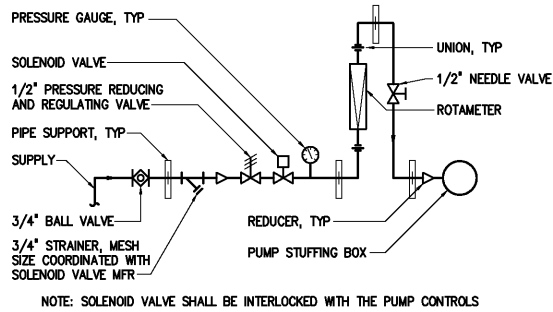 PRESSURE GAUGE, TYP
SOLENOID VALVE
1/2" PRESSURE REDUCING
AND REGULATING VALVE
PIPE SUPPORT, TYP
SUPPLY
3/4" BALL VALVE
3/4" STRAINER, MESH
SIZE COORDINATED WITH
SOLENOID VALVE MFR
UNION, TYP
1/2" NEEDLE VALVE
ROTAMETER
REDUCER, TYP
PUMP STUFFING BOX
NOTE: SOLENOID VALVE SHALL BE INTERLOCKED WITH THE PUMP CONTROLS